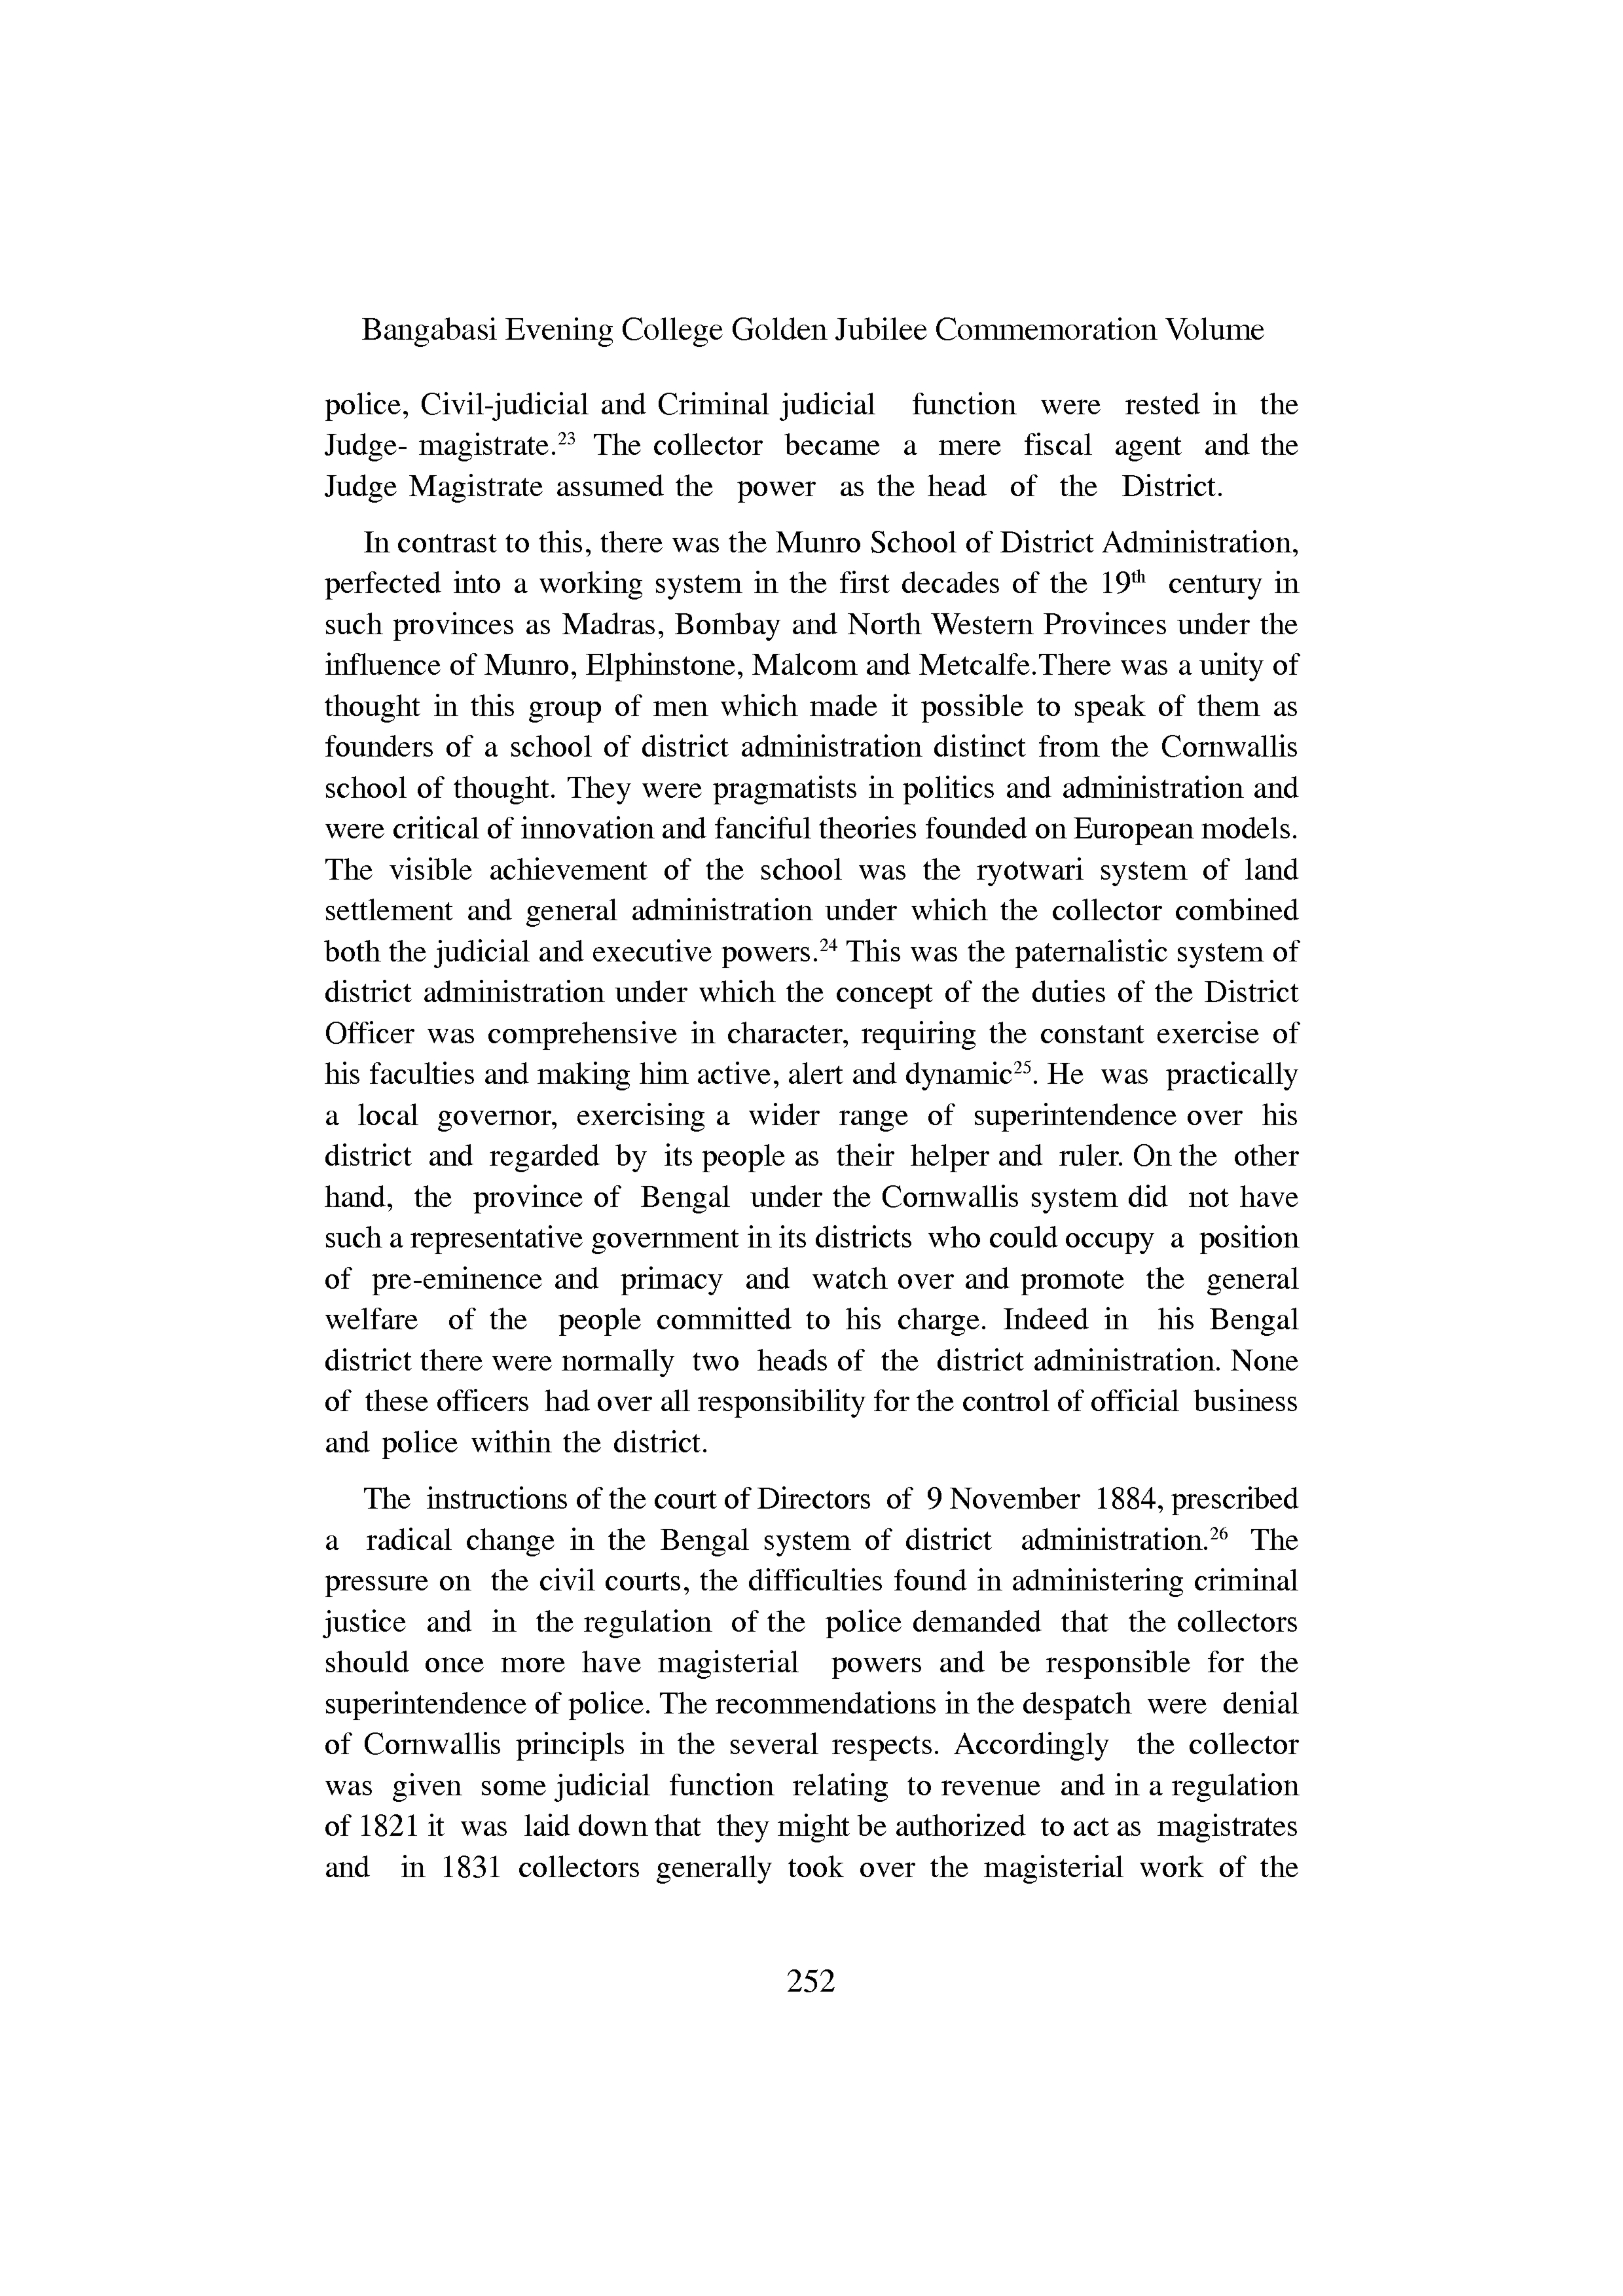 Bangabasi Evening College Golden Jubilee Commemoration Volume
police, Civil-judicial and Criminal judicial function were rested in the
Judge- magistrate.²³ The collector became a mere fiscal agent and the
Judge Magistrate assumed the power as the head of the District.
In contrast to this, there was the Munro School of District Administration,
perfected into a working system in the first decades of the 19ᵗʰ century in
such provinces as Madras, Bombay and North Western Provinces under the
influence of Munro, Elphinstone, Malcom and Metcalfe.There was a unity of
thought in this group of men which made it possible to speak of them as
founders of a school of district administration distinct from the Cornwallis
school of thought. They were pragmatists in politics and administration and
were critical of innovation and fanciful theories founded on European models.
The visible achievement of the school was the ryotwari system of land
settlement and general administration under which the collector combined
both the judicial and executive powers.²⁴ This was the paternalistic system of
district administration under which the concept of the duties of the District
Officer was comprehensive in character, requiring the constant exercise of
his faculties and making him active, alert and dynamic²⁵. He was practically
a local governor, exercising a wider range of superintendence over his
district and regarded by its people as their helper and ruler. On the other
hand, the province of Bengal under the Cornwallis system did not have
such a representative government in its districts who could occupy a position
of pre-eminence and primacy and watch over and promote the general
welfare of the people committed to his charge. Indeed in his Bengal
district there were normally two heads of the district administration. None
of these officers had over all responsibility for the control of official business
and police within the district.
The instructions of the court of Directors of 9 November 1884, prescribed
a radical change in the Bengal system of district administration.²⁶ The
pressure on the civil courts, the difficulties found in administering criminal
justice and in the regulation of the police demanded that the collectors
should once more have magisterial powers and be responsible for the
superintendence of police. The recommendations in the despatch were denial
of Cornwallis principls in the several respects. Accordingly the collector
was given some judicial function relating to revenue and in a regulation
of 1821 it was laid down that they might be authorized to act as magistrates
and in 1831 collectors generally took over the magisterial work of the
252